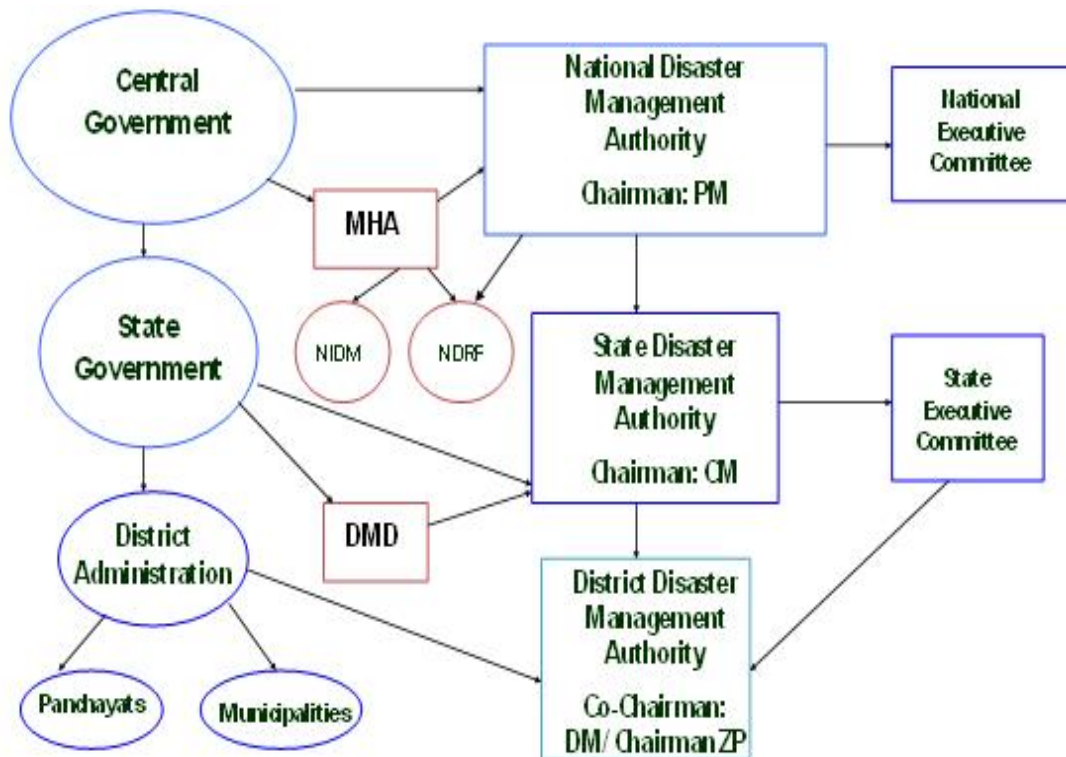 Central
Government
National Disaster
Management
Authority
Chairman: PM
National
Executive
Committee
MHA
NIDM
NDRF
State
Government
State Disaster
Management
Authority
Chairman: CM
State
Executive
Committee
DMD
District
Administration
District Disaster
Management
Authority
Co-Chairman:
DM/ Chairman ZP
Panchayats
Municipalities